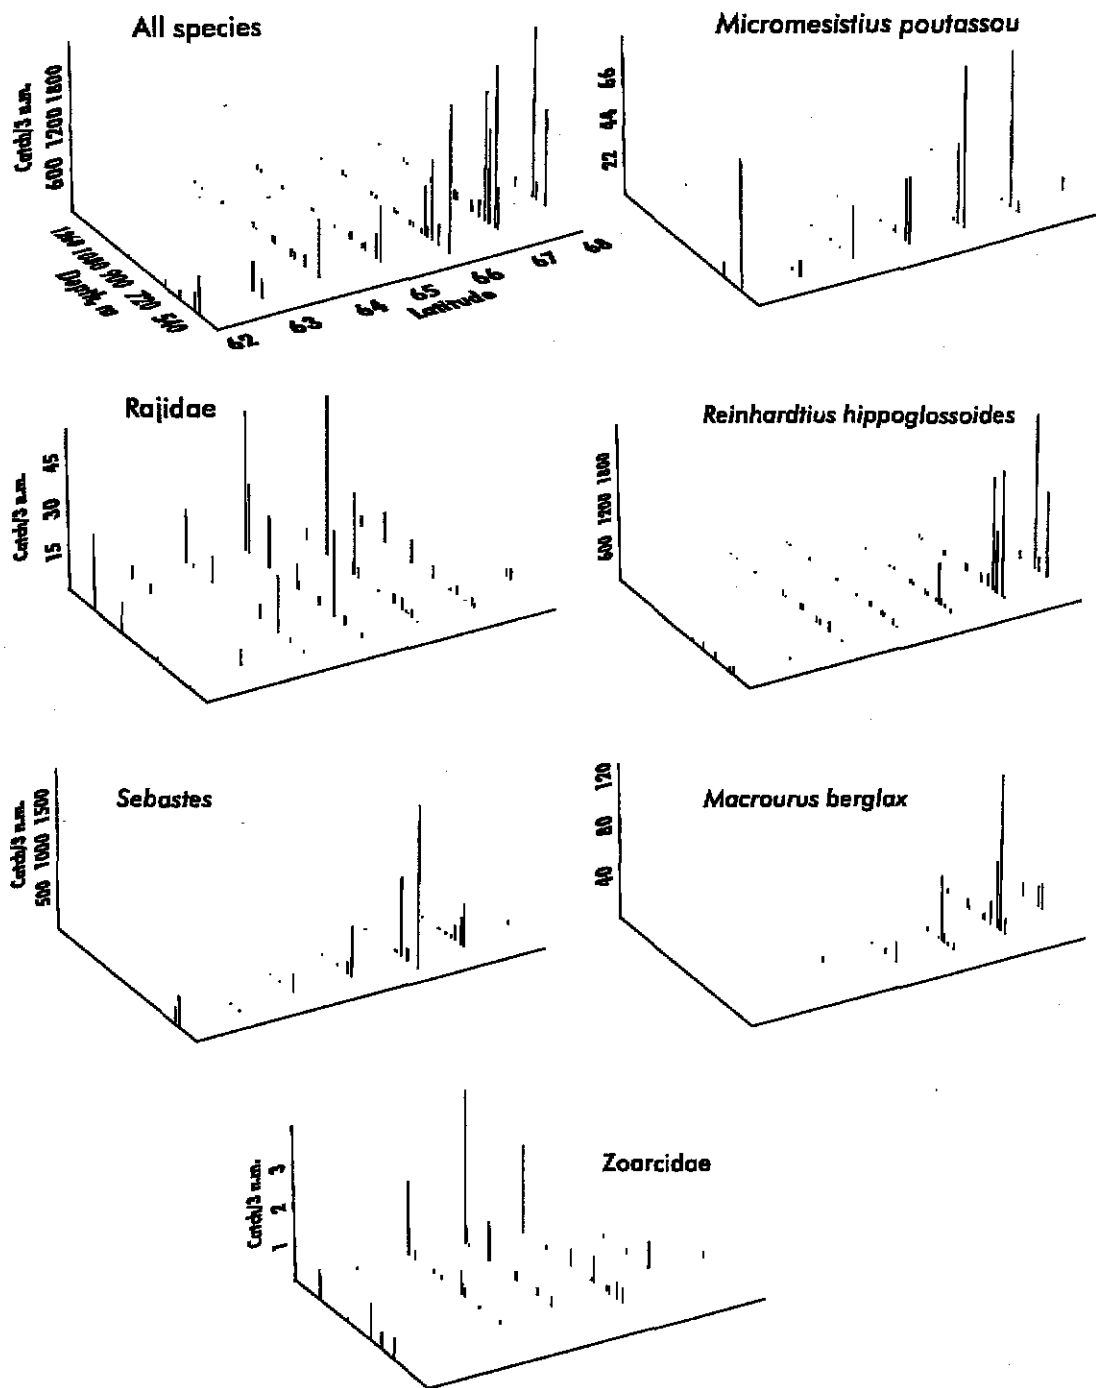 All species
Catch/3 n.m.
600 1200 1800
1260 1080 900 720 540
Depth, m
62 63 64 65 66 67 68
Latitude
Micromesistius poutassou
22 44 66
Rajidae
Catch/3 n.m.
15 30 45
Reinhardtius hippoglossoides
600 1200 1800
Sebastes
Catch/3 n.m.
500 1000 1500
Macrourus berglax
40 80 120
Zoarcidae
Catch/3 n.m.
1 2 3